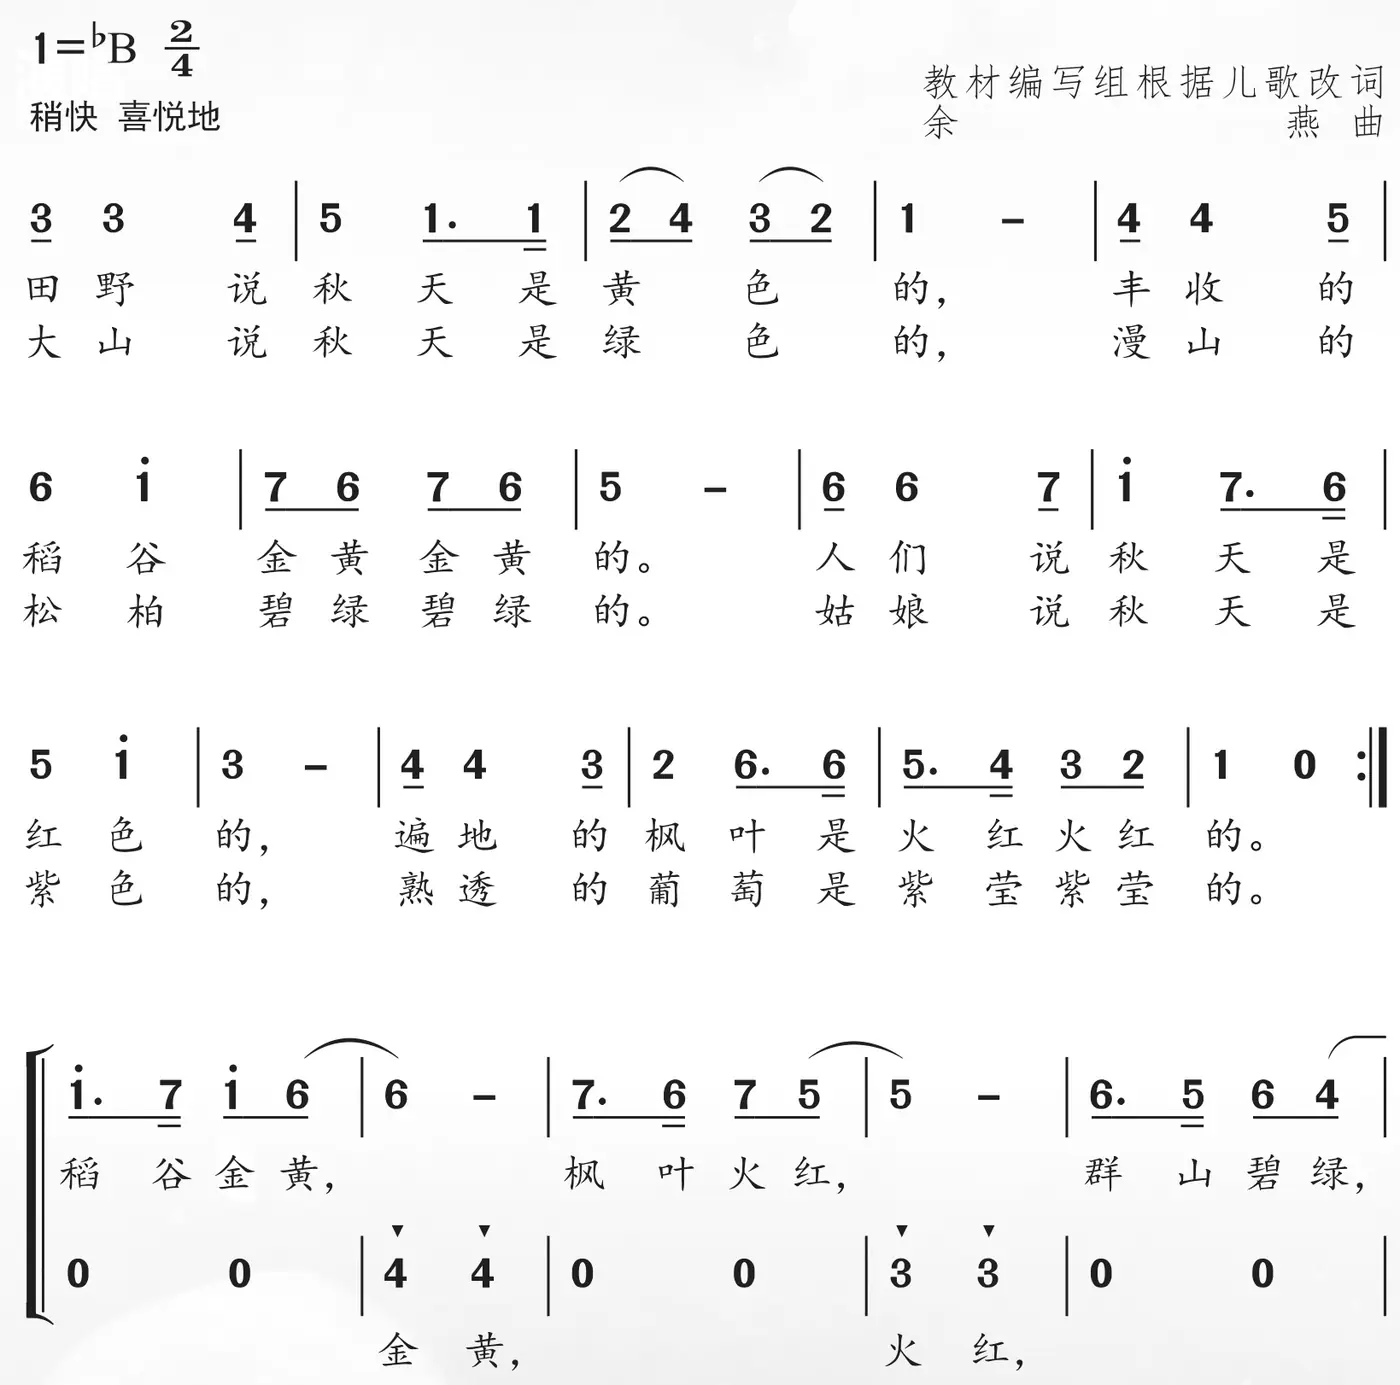 1=♭B 2/4
稍快 喜悦地
教材编写组根据儿歌改词
余 燕 曲
3 3 4 | 5 1. 1 | 2 4 3 2 | 1 - | 4 4 5 |
田 野 说 秋 天 是 黄 色 的， 丰 收 的
大 山 说 秋 天 是 绿 色 的， 漫 山 的
6 i | 7 6 7 6 | 5 - | 6 6 7 | i 7. 6 |
稻 谷 金 黄 金 黄 的。 人 们 说 秋 天 是
松 柏 碧 绿 碧 绿 的。 姑 娘 说 秋 天 是
5 i | 3 - | 4 4 3 | 2 6. 6 | 5. 4 3 2 | 1 0 :||
红 色 的， 遍 地 的 枫 叶 是 火 红 火 红 的。
紫 色 的， 熟 透 的 葡 萄 是 紫 莹 紫 莹 的。
i. 7 i 6 | 6 - | 7. 6 7 5 | 5 - | 6. 5 6 4 |
稻 谷 金 黄， 枫 叶 火 红， 群 山 碧 绿，
0 0 | 4 4 | 0 0 | 3 3 | 0 0 |
金 黄， 火 红，